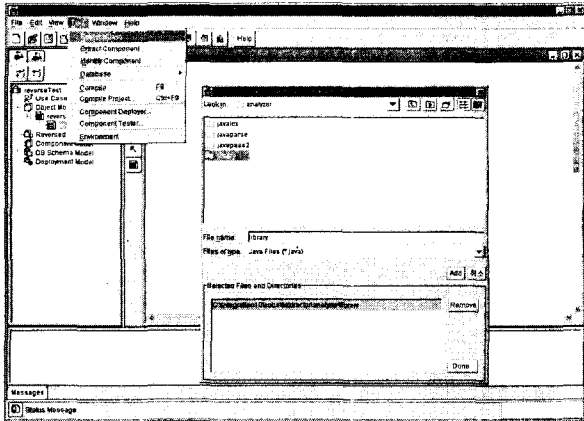 File Edit View Window Help
Help
Extract Component
Identify Component
Database
Compile F9
Compile Project... Ctrl+F9
Component Deployer...
Component Tester...
Environment
reverseTest
Use Case
Object Mo
revers
Reversed
Component Model
DB Schema Model
Deployment Model
Look in: analyzer
javalex
javaparse
File name: library
Files of type: Java Files (*.java)
Add 취소
Selected Files and Directories
Remove
Done
Messages
Status Message